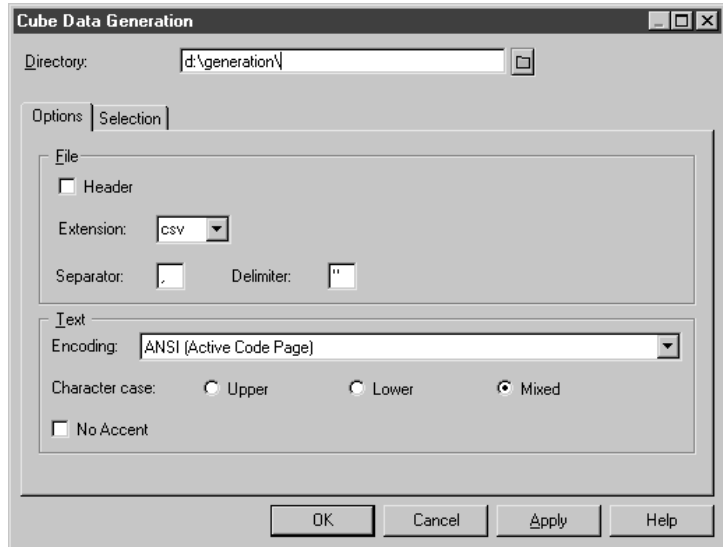 Cube Data Generation
Directory: d:\generation\
Options Selection
File
Header
Extension: csv
Separator: , Delimiter: "
Text
Encoding: ANSI (Active Code Page)
Character case: Upper Lower Mixed
No Accent
OK Cancel Apply Help